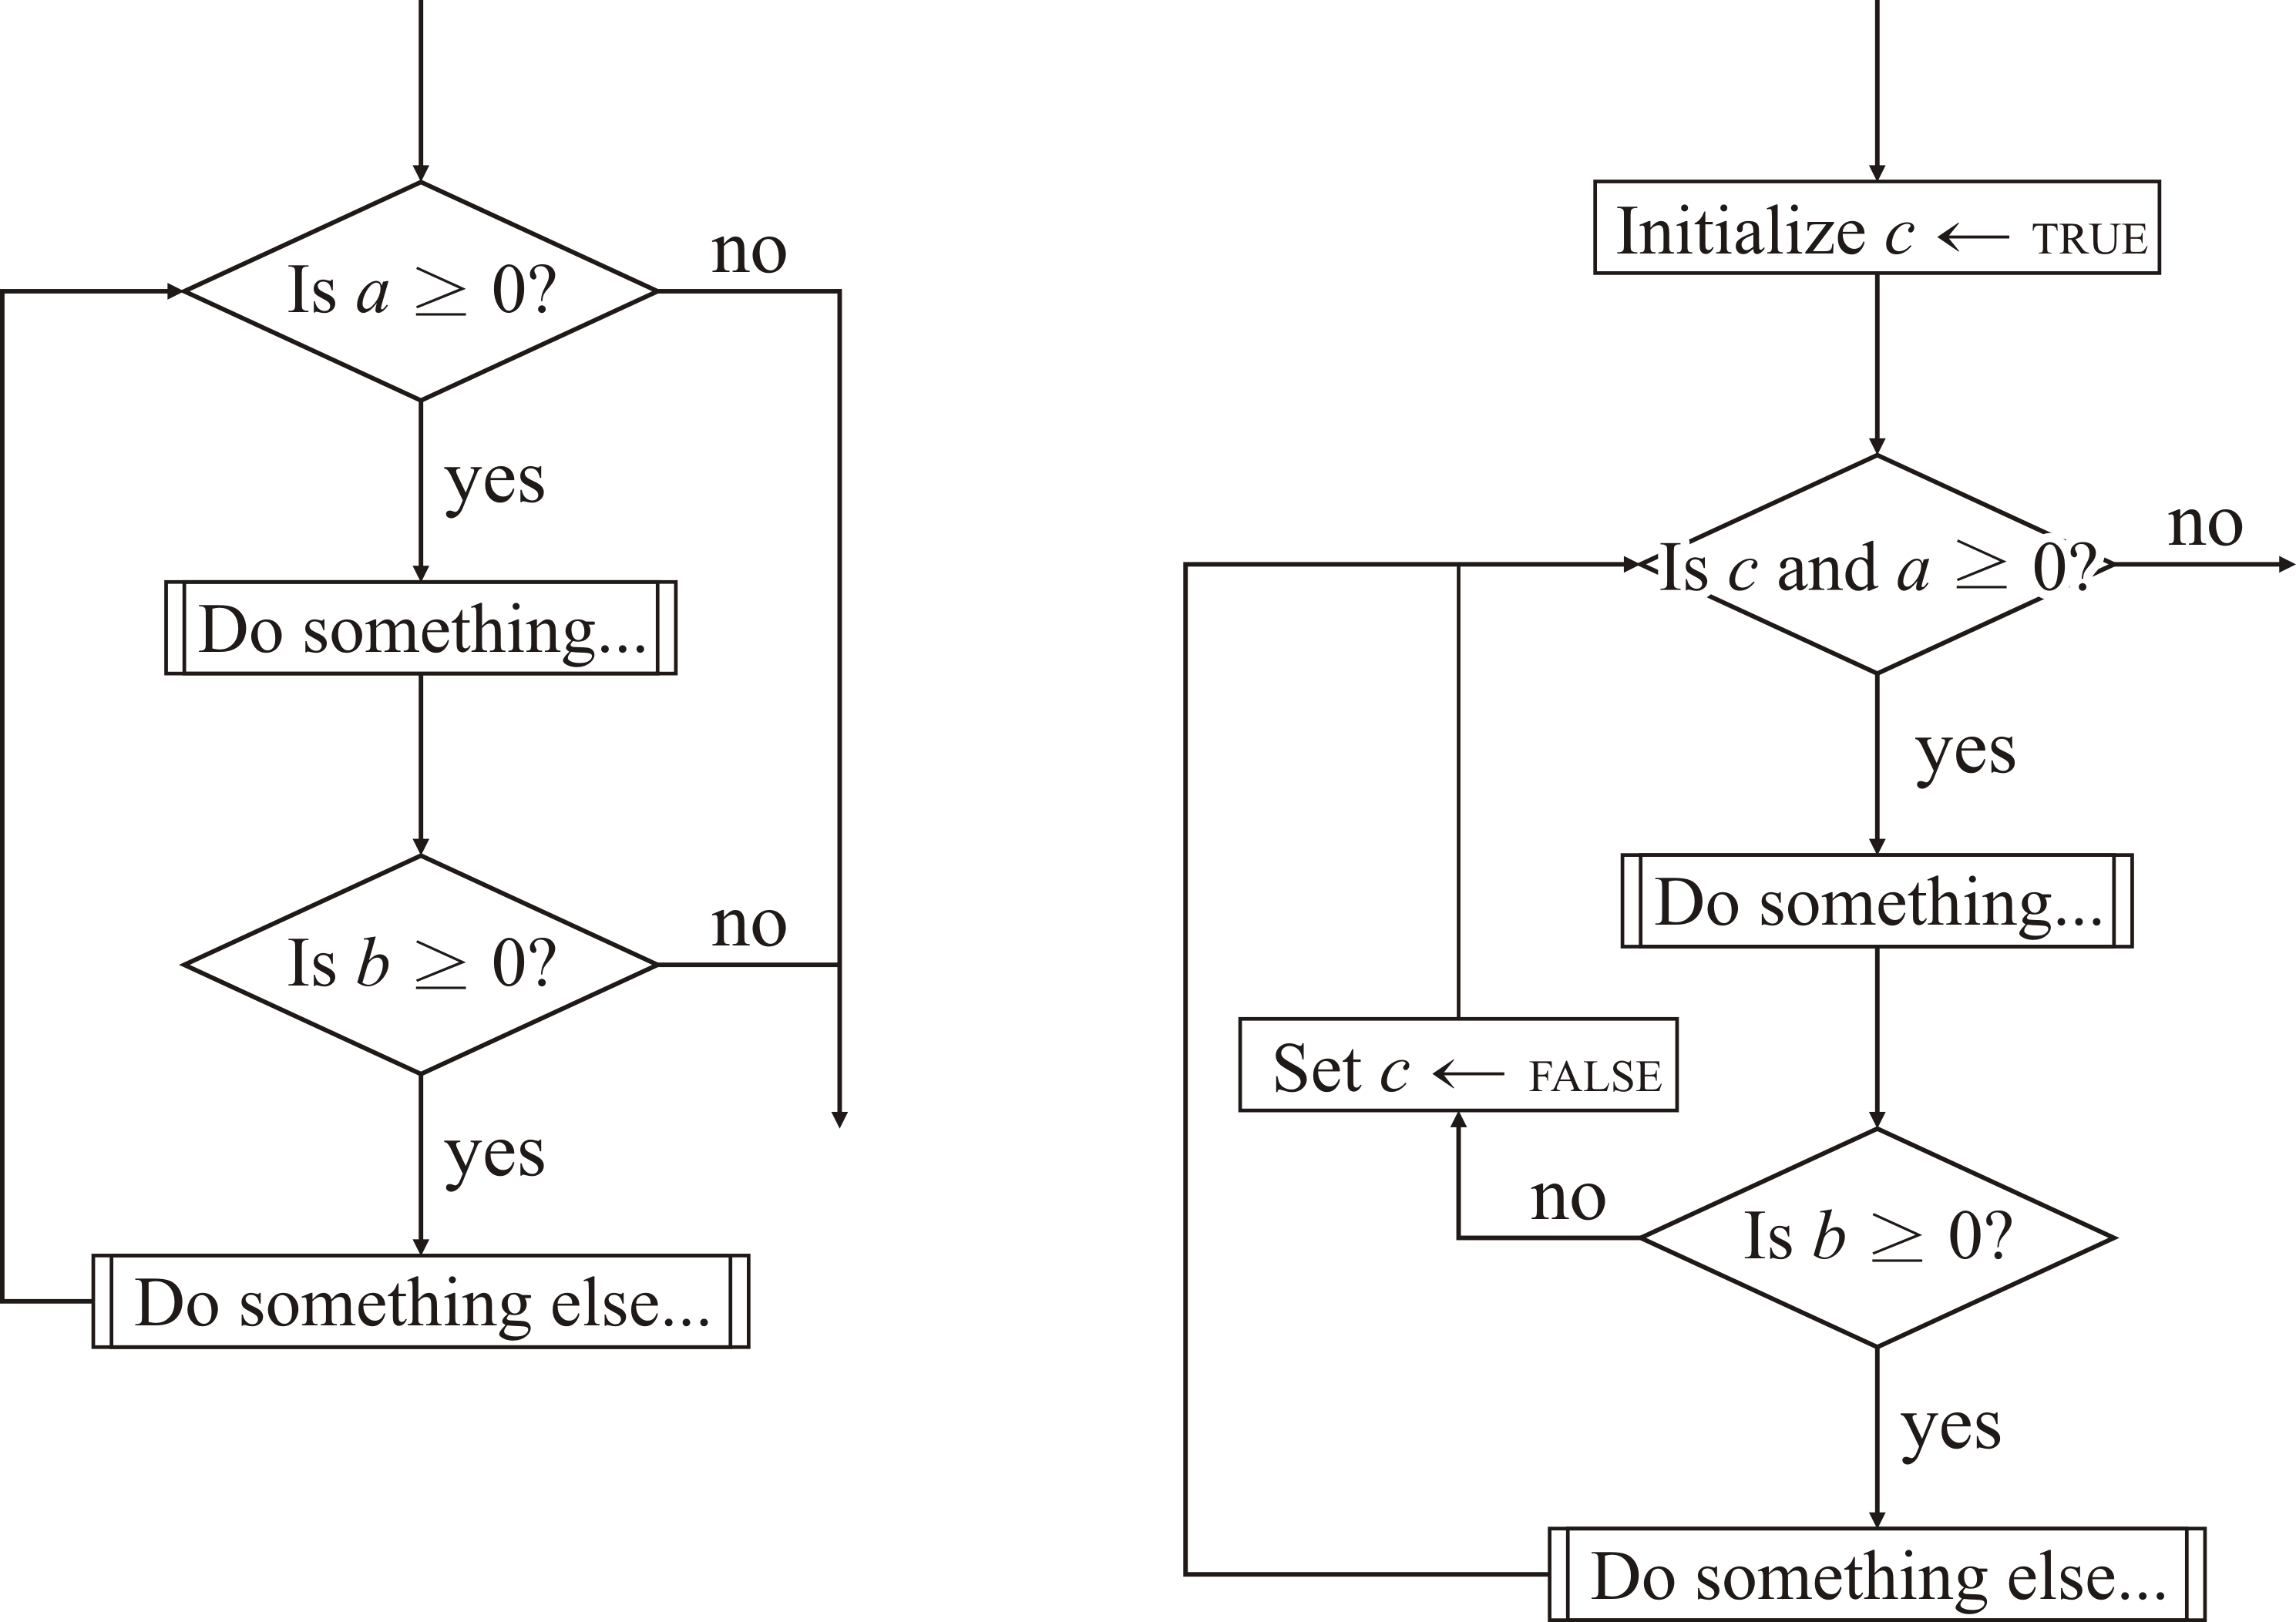 Is a ≥ 0?
no
yes
Do something...
Is b ≥ 0?
no
yes
Do something else...
Initialize c ← TRUE
Is c and a ≥ 0?
no
yes
Do something...
Set c ← FALSE
no
Is b ≥ 0?
yes
Do something else...